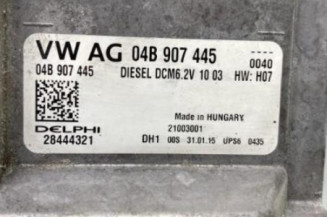 VW AG 04B 907 445
0040
04B 907 445 DIESEL DCM6.2V 10 03 HW: H07
Made in HUNGARY
DELPHI 21003001
28444321 DH1 00S 31.01.15 UPS6 0435